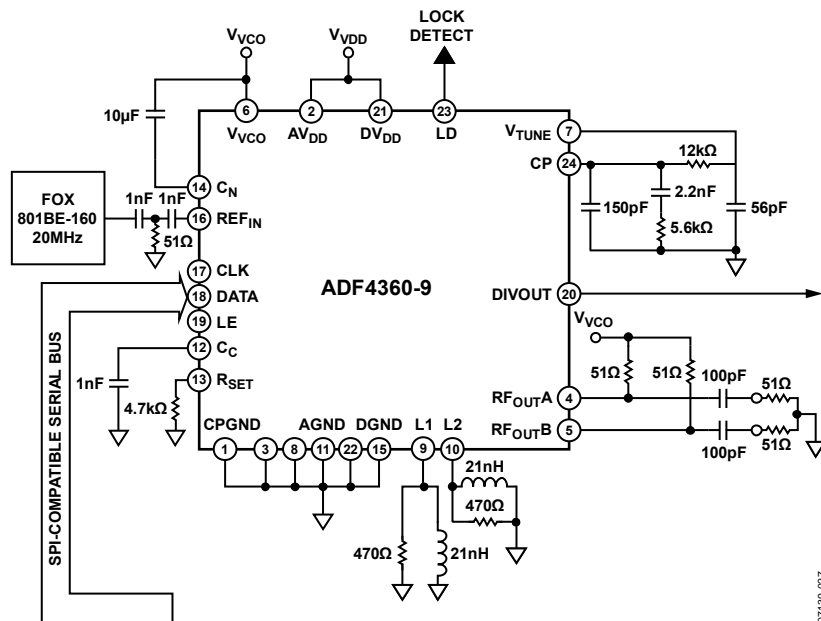 LOCK
DETECT
VVCO
VVDD
10µF
6
2
21
23
VVCO
AVDD
DVDD
LD
VTUNE
7
CP
24
12kΩ
150pF
2.2nF
5.6kΩ
56pF
FOX
801BE-160
20MHz
1nF
1nF
51Ω
14
CN
16
REFIN
17
CLK
18
DATA
19
LE
12
CC
13
RSET
ADF4360-9
DIVOUT
20
VVCO
51Ω
51Ω
100pF
51Ω
RFOUTA
4
RFOUTB
5
100pF
51Ω
1nF
4.7kΩ
SPI-COMPATIBLE SERIAL BUS
CPGND
AGND
DGND
L1
L2
1
3
8
11
22
15
9
10
21nH
470Ω
470Ω
21nH